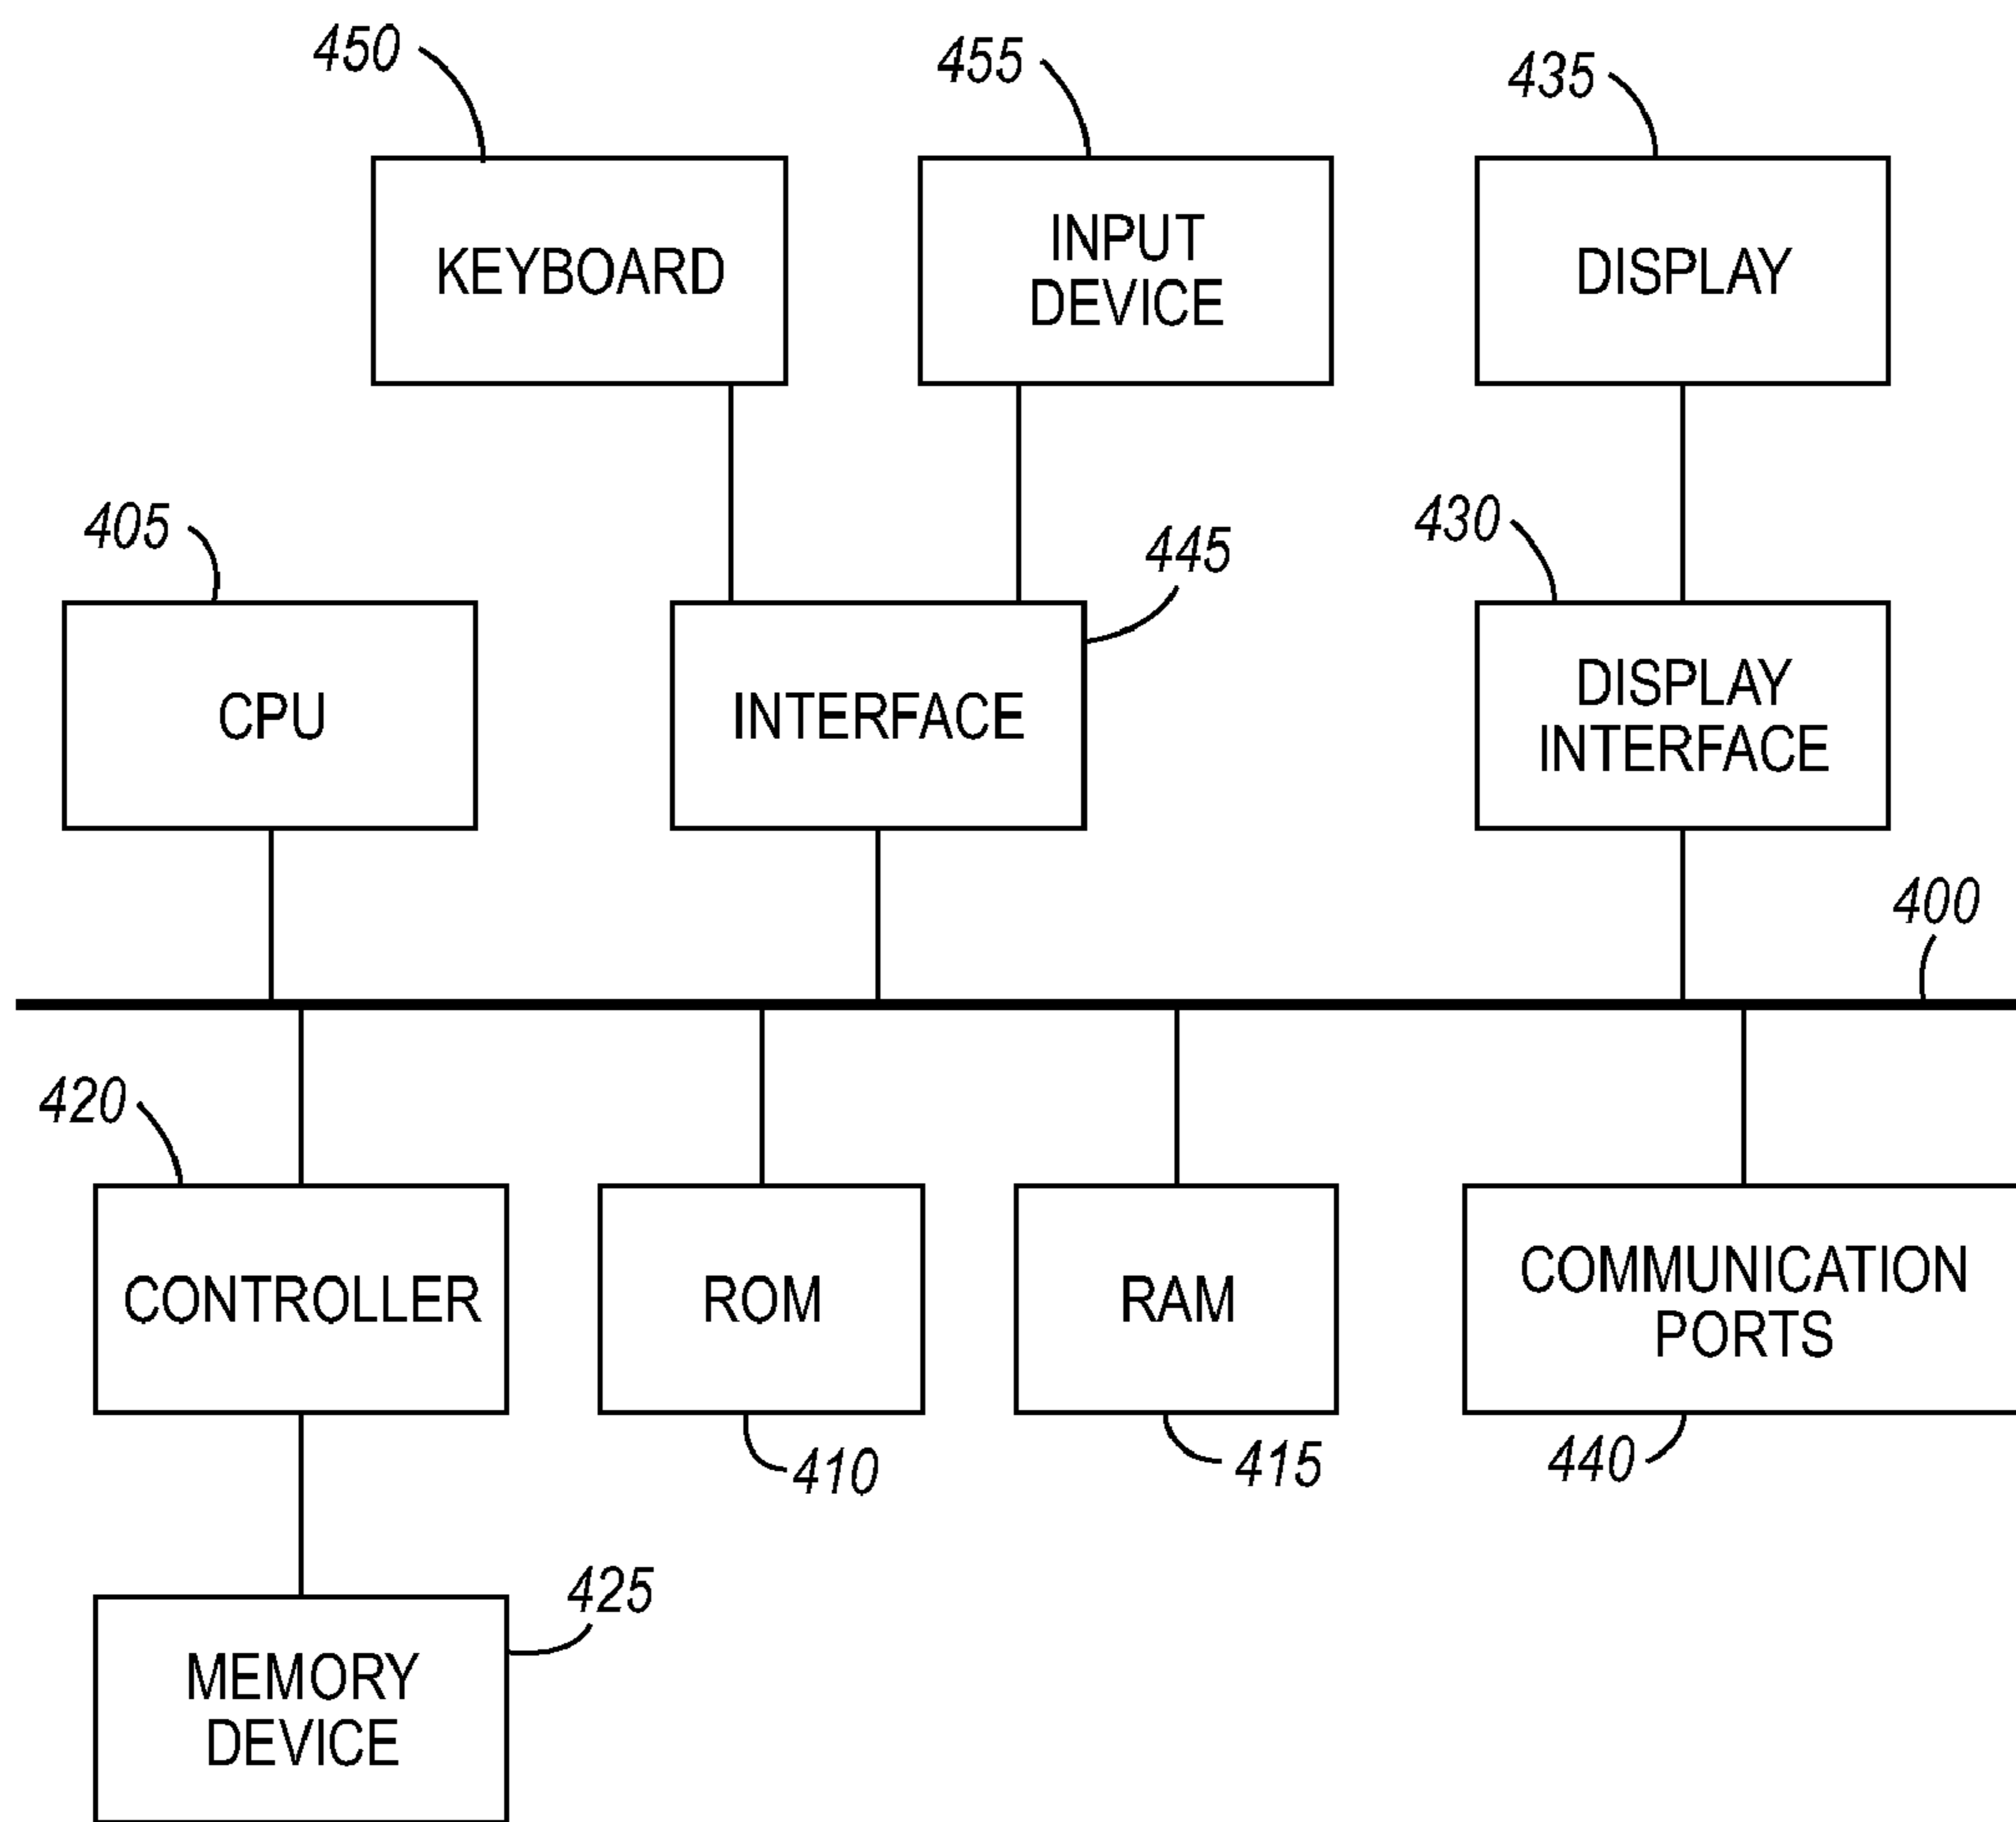 450
455
435
KEYBOARD
INPUT
DEVICE
DISPLAY
405
445
430
CPU
INTERFACE
DISPLAY
INTERFACE
400
420
CONTROLLER
ROM
RAM
COMMUNICATION
PORTS
410
415
440
425
MEMORY
DEVICE